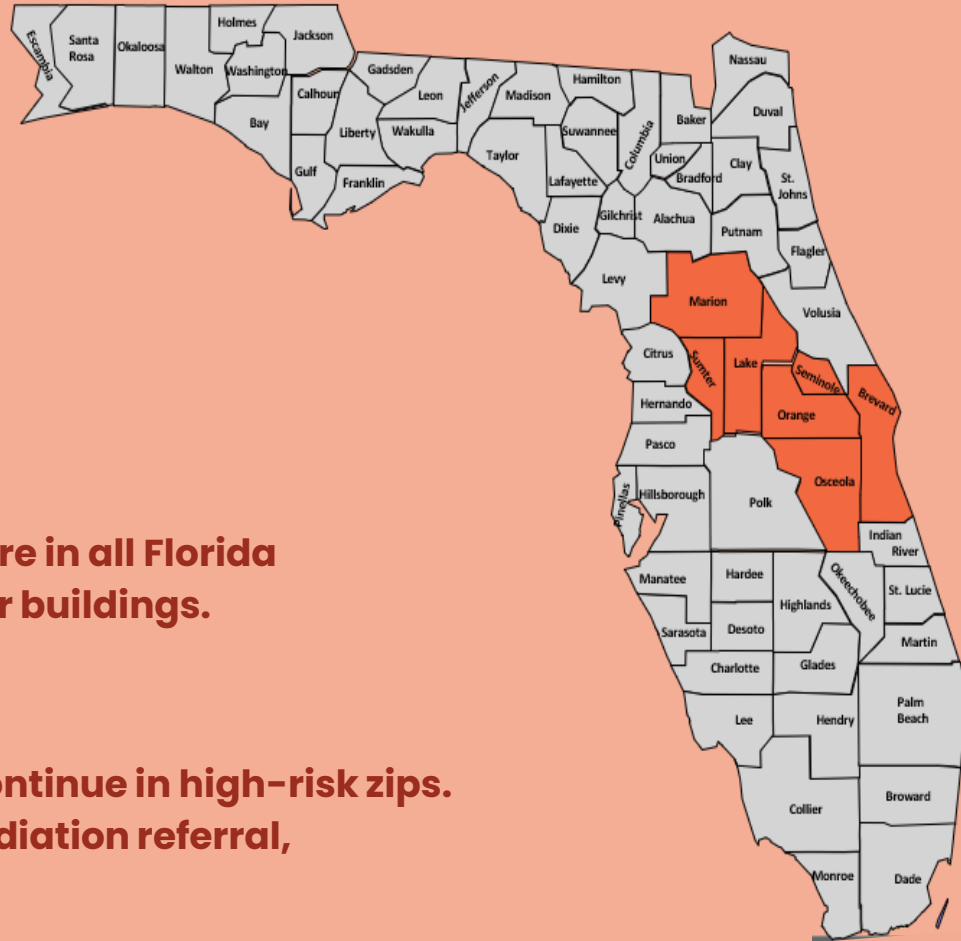 Escambia
Santa
Rosa
Okaloosa
Walton
Holmes
Washington
Jackson
Bay
Calhoun
Gulf
Liberty
Gadsden
Franklin
Leon
Wakulla
Jefferson
Madison
Taylor
Hamilton
Suwannee
Lafayette
Dixie
Columbia
Gilchrist
Baker
Union
Bradford
Alachua
Nassau
Duval
Clay
St.
Johns
Putnam
Flagler
Levy
Marion
Volusia
Citrus
Sumter
Lake
Seminole
Brevard
Hernando
Orange
Pasco
Osceola
Pinellas
Hillsborough
Polk
Indian
River
re in all Florida
r buildings.
Manatee
Hardee
Highlands
Okeechobee
St. Lucie
Sarasota
Desoto
Martin
Charlotte
Glades
Lee
Hendry
Palm
Beach
ontinue in high-risk zips.
diation referral,
Collier
Broward
Monroe
Dade